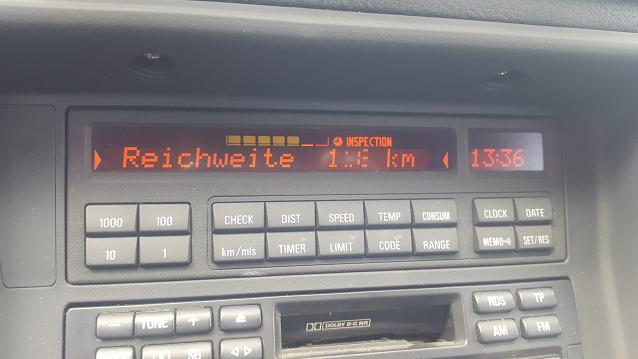 INSPECTION
Reichweite km 13:36
1000 100 CHECK DIST SPEED TEMP CONSUM CLOCK DATE
10 1 km/mls TIMER LIMIT CODE RANGE MEMO SET/RES
RDS TP
TUNE DOLBY B-C NR
AM FM